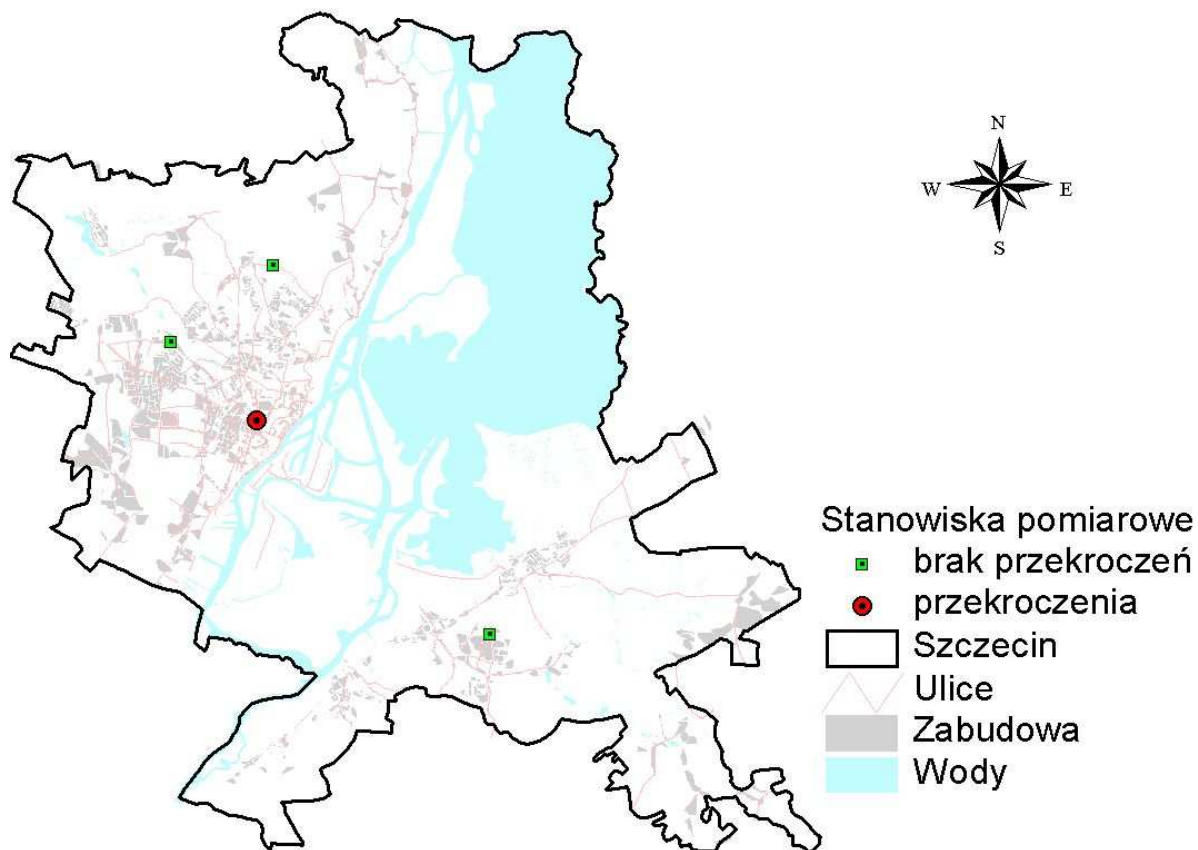 N
W E
S
Stanowiska pomiarowe
brak przekroczeń
przekroczenia
Szczecin
Ulice
Zabudowa
Wody